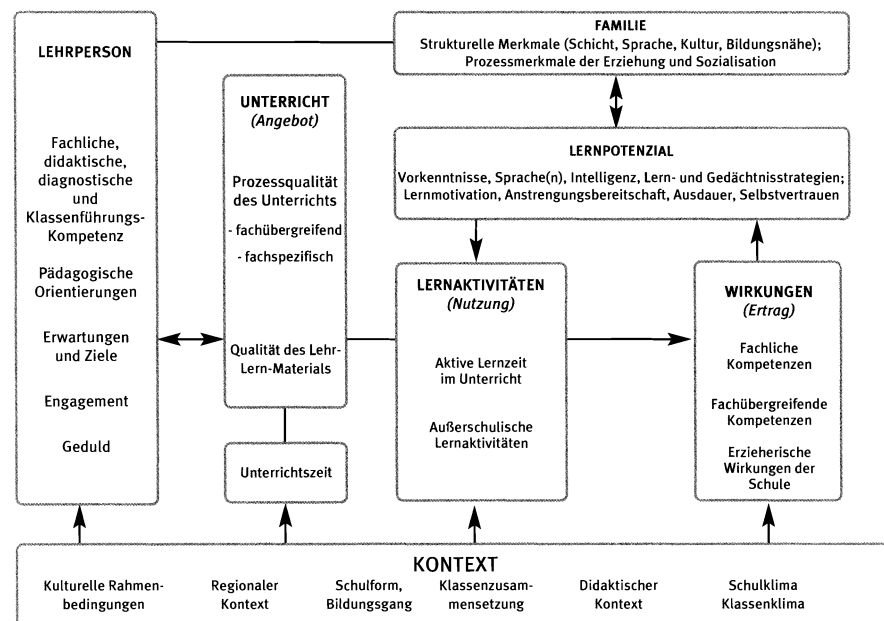 LEHRPERSON
Fachliche,
didaktische,
diagnostische
und
Klassenführungs-
Kompetenz
Pädagogische
Orientierungen
Erwartungen
und Ziele
Engagement
Geduld
UNTERRICHT
(Angebot)
Prozessqualität
des Unterrichts
- fachübergreifend
- fachspezifisch
Qualität des Lehr-
Lern-Materials
Unterrichtszeit
FAMILIE
Strukturelle Merkmale (Schicht, Sprache, Kultur, Bildungsnähe);
Prozessmerkmale der Erziehung und Sozialisation
LERNPOTENZIAL
Vorkenntnisse, Sprache(n), Intelligenz, Lern- und Gedächtnisstrategien;
Lernmotivation, Anstrengungsbereitschaft, Ausdauer, Selbstvertrauen
LERNAKTIVITÄTEN
(Nutzung)
Aktive Lernzeit
im Unterricht
Außerschulische
Lernaktivitäten
WIRKUNGEN
(Ertrag)
Fachliche
Kompetenzen
Fachübergreifende
Kompetenzen
Erzieherische
Wirkungen der
Schule
KONTEXT
Kulturelle Rahmen-
bedingungen
Regionaler
Kontext
Schulform,
Bildungsgang
Klassenzusam-
mensetzung
Didaktischer
Kontext
Schulklima
Klassenklima